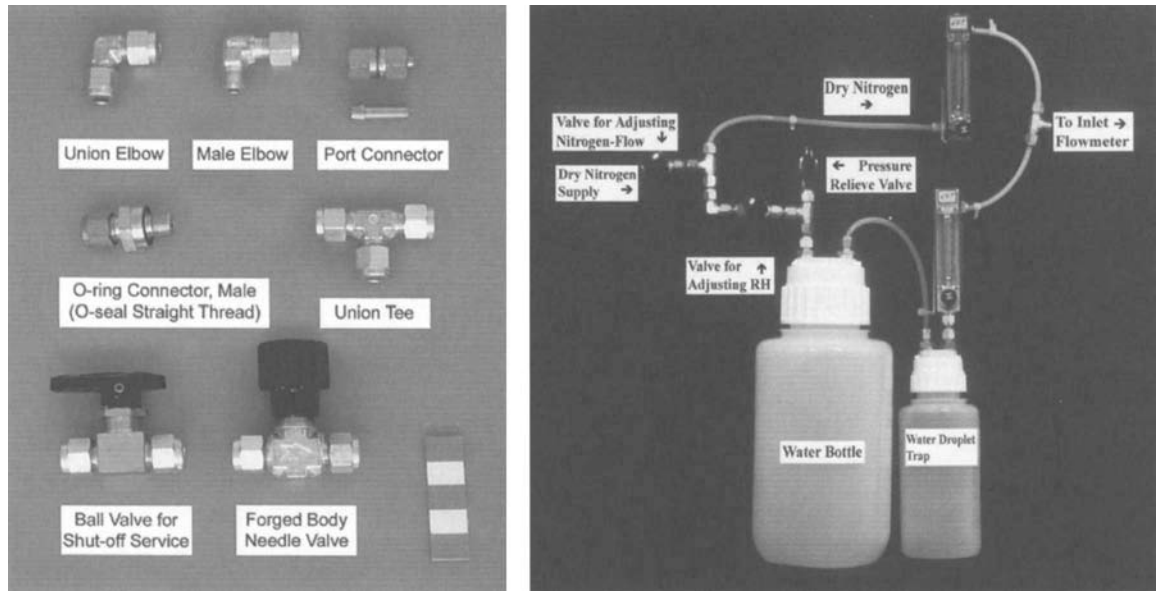 Union Elbow
Male Elbow
Port Connector
O-ring Connector, Male
(O-seal Straight Thread)
Union Tee
Ball Valve for
Shut-off Service
Forged Body
Needle Valve
Dry Nitrogen
→
Valve for Adjusting
Nitrogen-Flow ↓
Dry Nitrogen
Supply →
To Inlet →
Flowmeter
← Pressure
Relieve Valve
Valve for ↑
Adjusting RH
Water Bottle
Water Droplet
Trap